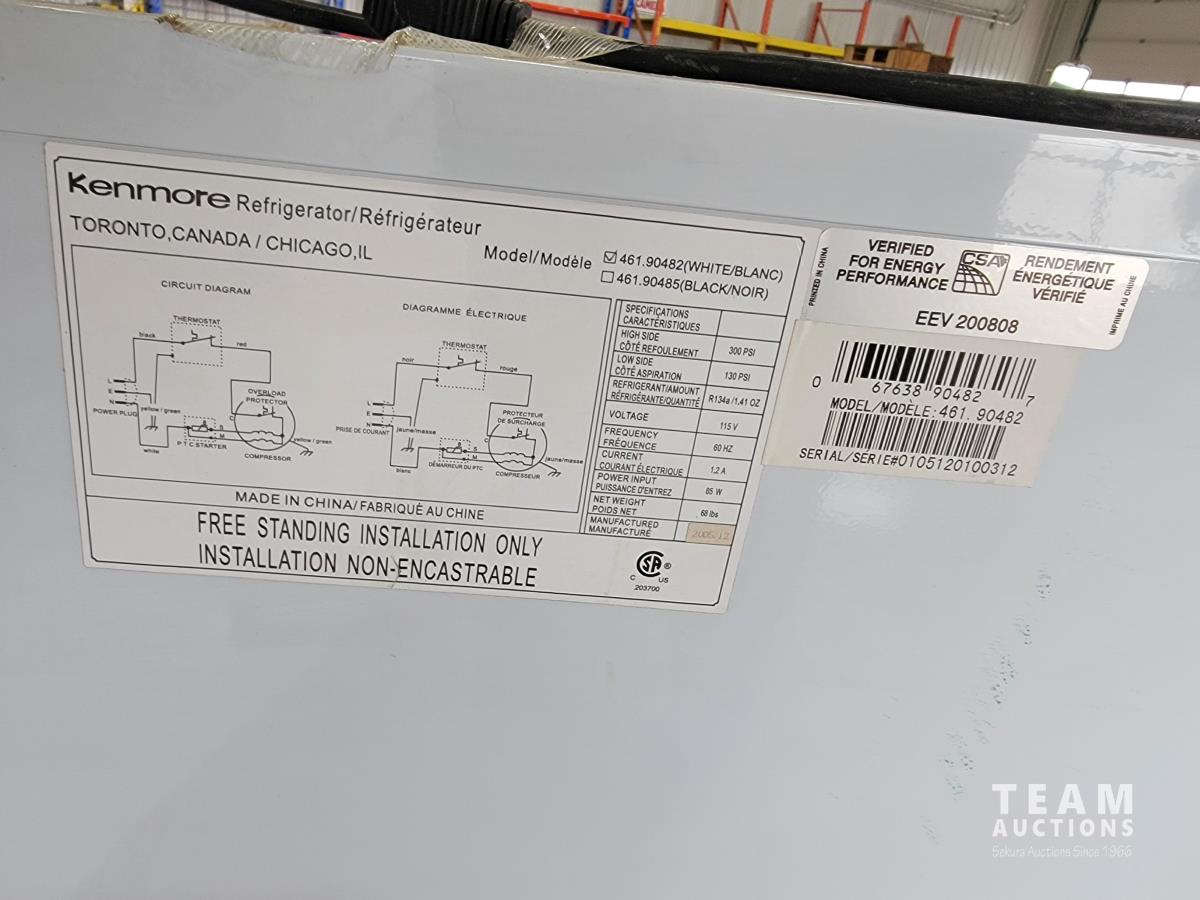 Kenmore Refrigerator/Réfrigérateur
TORONTO,CANADA / CHICAGO,IL
Model/Modèle
461.90482(WHITE/BLANC)
461.90485(BLACK/NOIR)
CIRCUIT DIAGRAM
THERMOSTAT
black
red
L
E
N
POWER PLUG
yellow / green
white
P.T.C STARTER
S
M
C
OVERLOAD
PROTECTOR
yellow / green
COMPRESSOR
DIAGRAMME ÉLECTRIQUE
THERMOSTAT
noir
rouge
L
E
N
PRISE DE COURANT
jaune/masse
blanc
DÉMARREUR DU PTC
S
M
C
PROTECTEUR
DE SURCHARGE
jaune/masse
COMPRESSEUR
SPECIFICATIONS
CARACTÉRISTIQUES
HIGH SIDE
CÔTÉ REFOULEMENT
300 PSI
LOW SIDE
CÔTÉ ASPIRATION
130 PSI
REFRIGERANT/AMOUNT
RÉFRIGÉRANTE/QUANTITÉ
R134a /1.41 OZ
VOLTAGE
115 V
FREQUENCY
FRÉQUENCE
60 HZ
CURRENT
COURANT ÉLECTRIQUE
1.2 A
POWER INPUT
PUISSANCE D'ENTREZ
85 W
NET WEIGHT
POIDS NET
68 lbs
MANUFACTURED
MANUFACTURÉ
2005.12
MADE IN CHINA/ FABRIQUÉ AU CHINE
FREE STANDING INSTALLATION ONLY
INSTALLATION NON-ENCASTRABLE
SA ®
C US
203700
PRINTED IN CHINA
VERIFIED
FOR ENERGY
PERFORMANCE
CSA
RENDEMENT
ÉNERGÉTIQUE
VÉRIFIÉ
IMPRIME AU CHINE
EEV 200808
0 67638 90482 7
MODEL/MODÈLE:461.90482
SERIAL/SERIE#0105120100312
TEAM
AUCTIONS
Sekura Auctions Since 1966